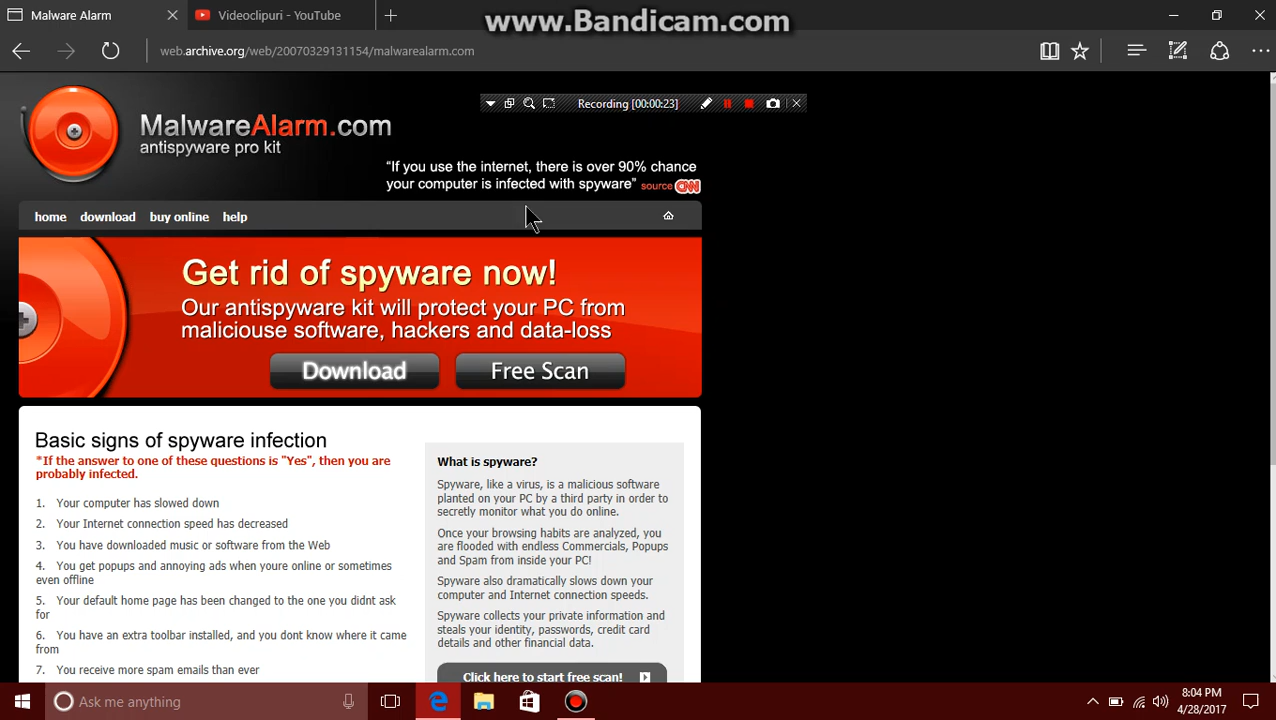 Malware Alarm
Videoclipuri - YouTube
www.Bandicam.com
web.archive.org/web/20070329131154/malwarealarm.com
Recording [00:00:23]
MalwareAlarm.com
antispyware pro kit
“If you use the internet, there is over 90% chance
your computer is infected with spyware” source CNN
home download buy online help
Get rid of spyware now!
Our antispyware kit will protect your PC from
maliciouse software, hackers and data-loss
Download Free Scan
Basic signs of spyware infection
*If the answer to one of these questions is "Yes", then you are
probably infected.
1. Your computer has slowed down
2. Your Internet connection speed has decreased
3. You have downloaded music or software from the Web
4. You get popups and annoying ads when youre online or sometimes
even offline
5. Your default home page has been changed to the one you didnt ask
for
6. You have an extra toolbar installed, and you dont know where it came
from
7. You receive more spam emails than ever
What is spyware?
Spyware, like a virus, is a malicious software
planted on your PC by a third party in order to
secretly monitor what you do online.
Once your browsing habits are analyzed, you
are flooded with endless Commercials, Popups
and Spam from inside your PC!
Spyware also dramatically slows down your
computer and Internet connection speeds.
Spyware collects your private information and
steals your identity, passwords, credit card
details and other financial data.
Click here to start free scan!
Ask me anything
8:04 PM
4/28/2017